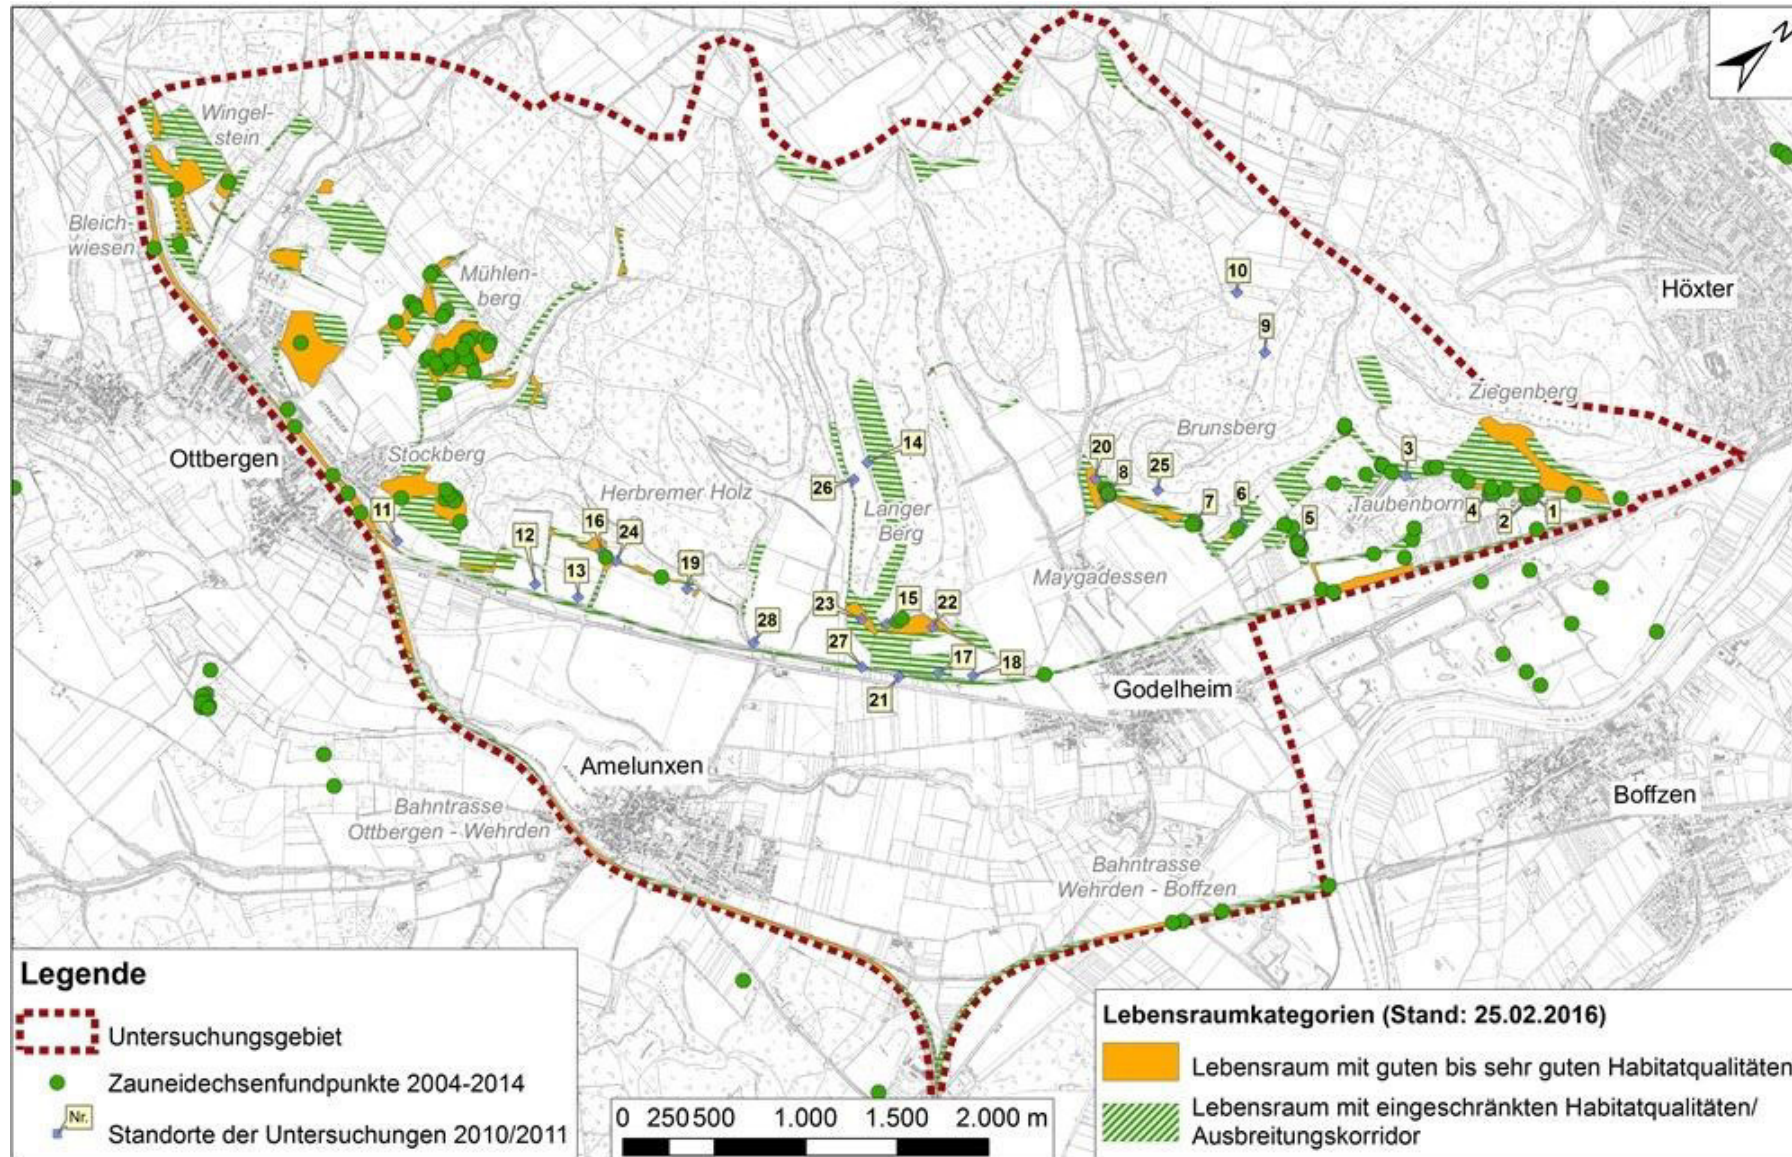 N
Wingel-
stein
Bleich-
wiesen
Mühlen-
berg
10
Höxter
9
Ziegenberg
Ottbergen
Stockberg
14
20
Brunsberg
3
8
25
26
Herbremer Holz
Langer
Berg
7
6
Taubenborn
4
2
1
5
11
12
16
24
13
19
Maygadessen
23
15
22
28
27
17
18
21
Godelheim
Amelunxen
Boffzen
Bahntrasse
Ottbergen - Wehrden
Bahntrasse
Wehrden - Boffzen
Legende
Untersuchungsgebiet
Zauneidechsenfundpunkte 2004-2014
Nr.
Standorte der Untersuchungen 2010/2011
0 250 500 1.000 1.500 2.000 m
Lebensraumkategorien (Stand: 25.02.2016)
Lebensraum mit guten bis sehr guten Habitatqualitäten
Lebensraum mit eingeschränkten Habitatqualitäten/
Ausbreitungskorridor